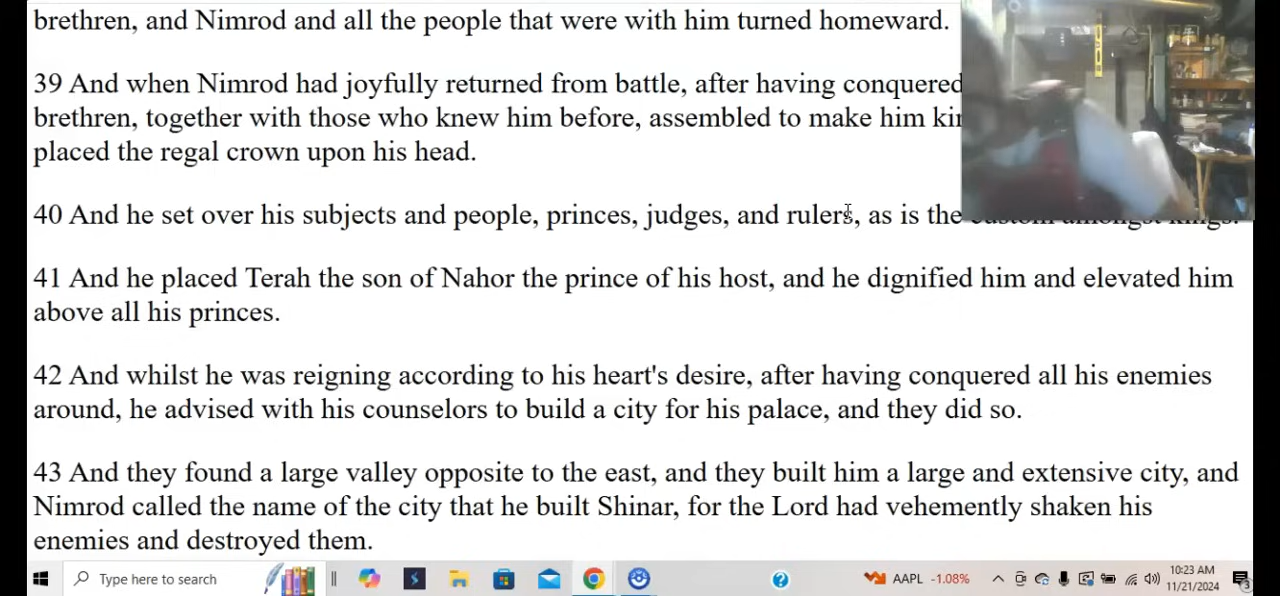 brethren, and Nimrod and all the people that were with him turned homeward.
39 And when Nimrod had joyfully returned from battle, after having conquered
brethren, together with those who knew him before, assembled to make him
placed the regal crown upon his head.
40 And he set over his subjects and people, princes, judges, and rulers, as is the custom amongst kings.
41 And he placed Terah the son of Nahor the prince of his host, and he dignified him and elevated him
above all his princes.
42 And whilst he was reigning according to his heart's desire, after having conquered all his enemies
around, he advised with his counselors to build a city for his palace, and they did so.
43 And they found a large valley opposite to the east, and they built him a large and extensive city, and
Nimrod called the name of the city that he built Shinar, for the Lord had vehemently shaken his
enemies and destroyed them.
Type here to search
AAPL -1.08%
10:23 AM
11/21/2024
3